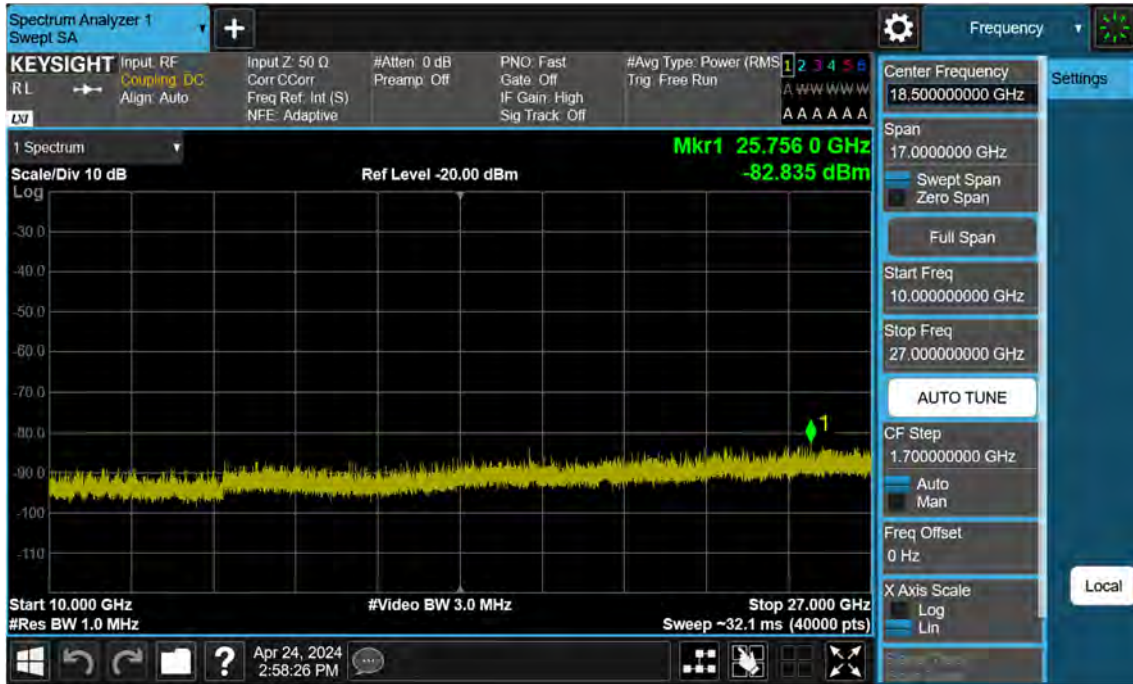 Spectrum Analyzer 1
Swept SA
+
Frequency
KEYSIGHT
RL
LXI
Input: RF
Coupling: DC
Align: Auto
Input Z: 50 Ω
Corr CCorr
Freq Ref: Int (S)
NFE: Adaptive
#Atten: 0 dB
Preamp: Off
PNO: Fast
Gate: Off
IF Gain: High
Sig Track: Off
#Avg Type: Power (RMS
Trig: Free Run
1 2 3 4 5 6
A W W W W W
A A A A A A
1 Spectrum
Mkr1 25.756 0 GHz
-82.835 dBm
Scale/Div 10 dB
Ref Level -20.00 dBm
Log
-30.0
-40.0
-50.0
-60.0
-70.0
-80.0
-90.0
-100
-110
1
Start 10.000 GHz
#Video BW 3.0 MHz
Stop 27.000 GHz
#Res BW 1.0 MHz
Sweep ~32.1 ms (40000 pts)
Center Frequency
18.500000000 GHz
Span
17.0000000 GHz
Swept Span
Zero Span
Full Span
Start Freq
10.000000000 GHz
Stop Freq
27.000000000 GHz
AUTO TUNE
CF Step
1.700000000 GHz
Auto
Man
Freq Offset
0 Hz
X Axis Scale
Log
Lin
Settings
Local
?
Apr 24, 2024
2:58:26 PM